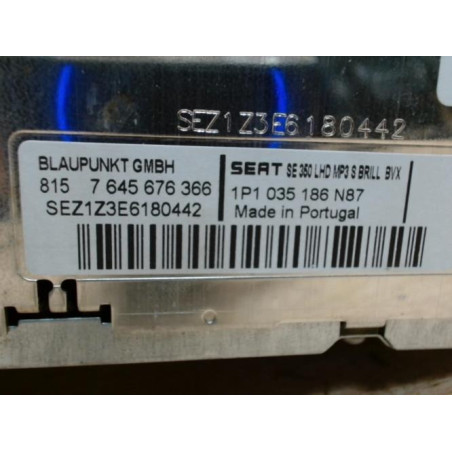 SEZ1Z3E6180442
BLAUPUNKT GMBH
815 7 645 676 366
SEZ1Z3E6180442
SEAT SE 350 LHD MP3 S BRILL BVX
1P1 035 186 N87
Made in Portugal